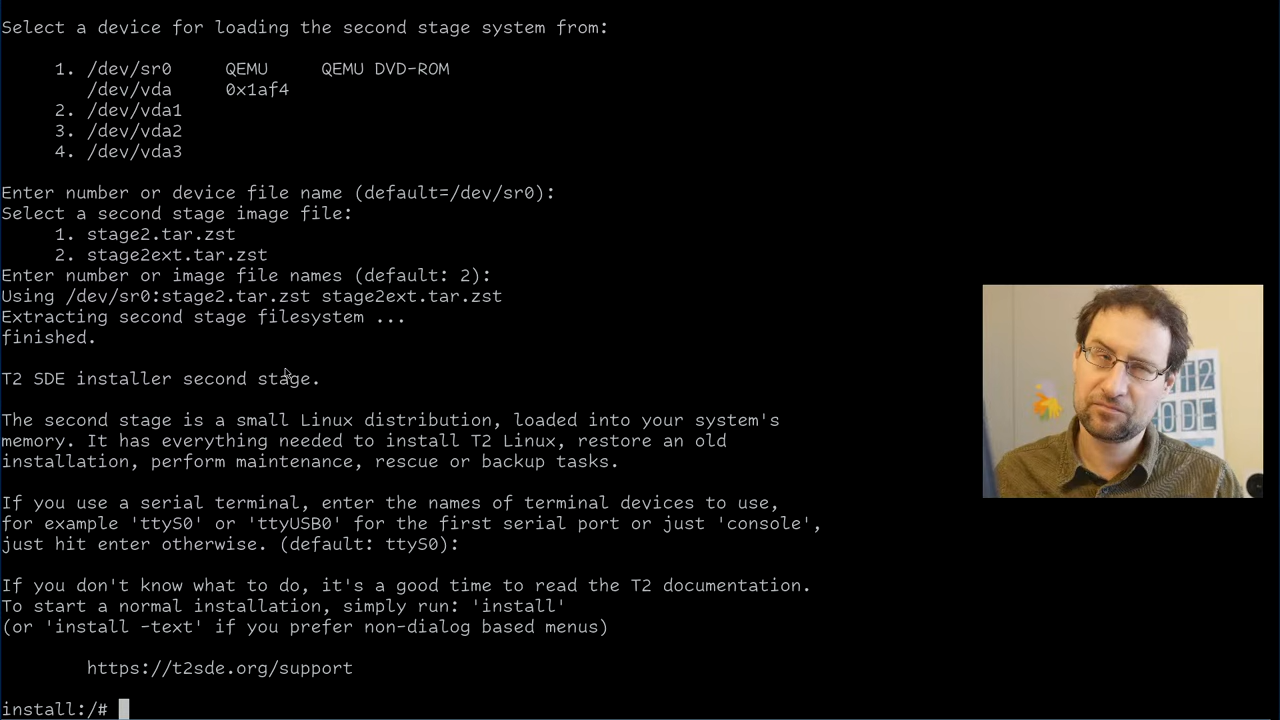 Select a device for loading the second stage system from:
1. /dev/sr0 QEMU QEMU DVD-ROM
/dev/vda 0x1af4
2. /dev/vda1
3. /dev/vda2
4. /dev/vda3
Enter number or device file name (default=/dev/sr0):
Select a second stage image file:
1. stage2.tar.zst
2. stage2ext.tar.zst
Enter number or image file names (default: 2):
Using /dev/sr0:stage2.tar.zst stage2ext.tar.zst
Extracting second stage filesystem ...
finished.
T2 SDE installer second stage.
The second stage is a small Linux distribution, loaded into your system's
memory. It has everything needed to install T2 Linux, restore an old
installation, perform maintenance, rescue or backup tasks.
If you use a serial terminal, enter the names of terminal devices to use,
for example 'ttyS0' or 'ttyUSB0' for the first serial port or just 'console',
just hit enter otherwise. (default: ttyS0):
If you don't know what to do, it's a good time to read the T2 documentation.
To start a normal installation, simply run: 'install'
(or 'install -text' if you prefer non-dialog based menus)
https://t2sde.org/support
install:/#
T2
ODE